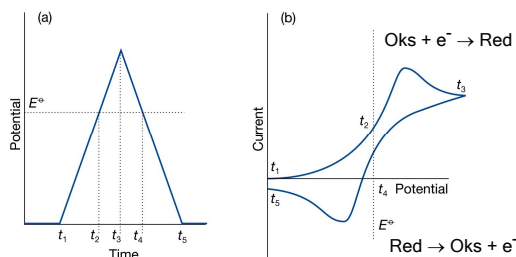 (a)
Potential
E⦵
t₁ t₂ t₃ t₄ t₅
Time
(b)
Oks + e⁻ → Red
Current
t₁
t₂
t₃
t₄ Potential
t₅
E⦵
Red → Oks + e⁻